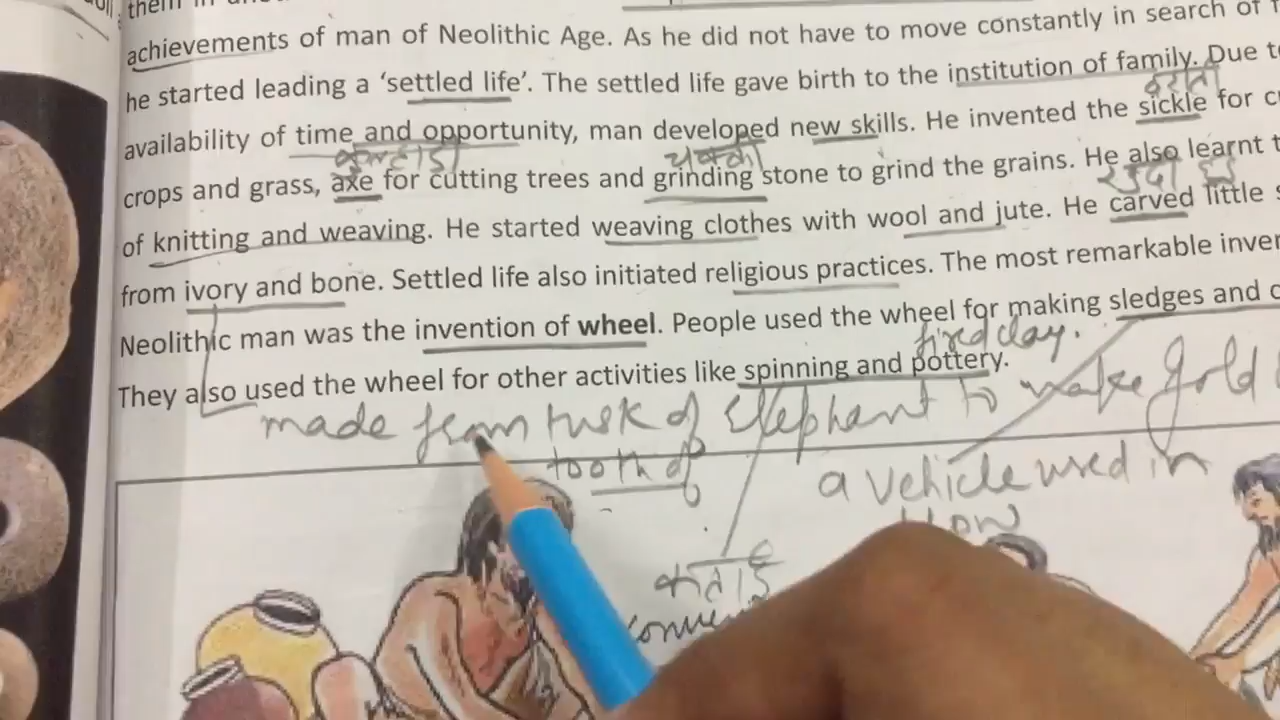 them in
achievements of man of Neolithic Age. As he did not have to move constantly in search of
he started leading a ‘settled life’. The settled life gave birth to the institution of family. Due to
availability of time and opportunity, man developed new skills. He invented the sickle for
कुल्हाड़ी चक्की
crops and grass, axe for cutting trees and grinding stone to grind the grains. He also learnt
of knitting and weaving. He started weaving clothes with wool and jute. He carved little
from ivory and bone. Settled life also initiated religious practices. The most remarkable
Neolithic man was the invention of wheel. People used the wheel for making sledges and
fired clay.
They also used the wheel for other activities like spinning and pottery.
made from tusk of Elephant to make gold
tooth of
a vehicle used in
कताई